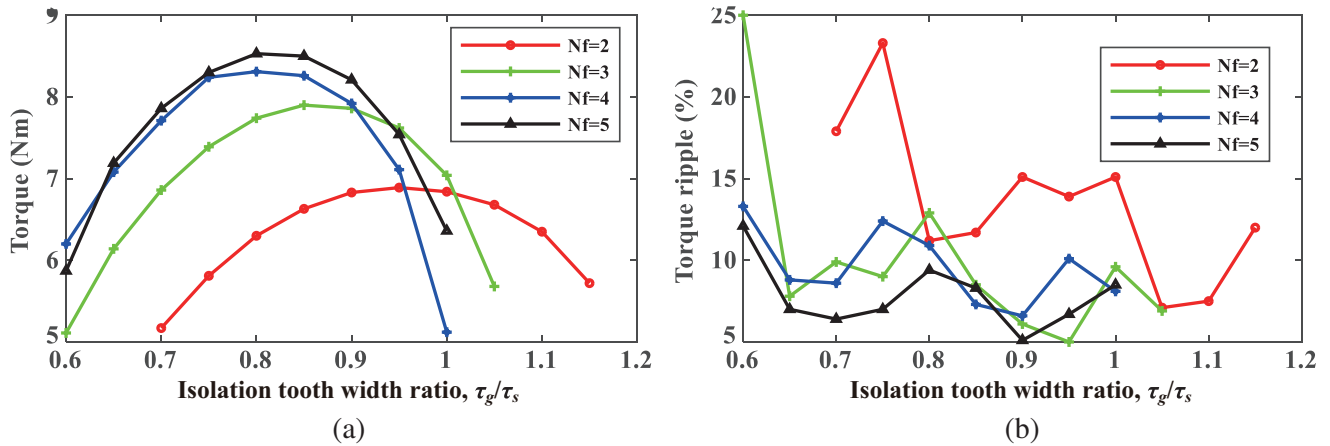 9
8
7
6
5
0.6 0.7 0.8 0.9 1 1.1 1.2
Torque (Nm)
Isolation tooth width ratio, τg/τs
Nf=2
Nf=3
Nf=4
Nf=5
(a)
25
20
15
10
5
0.6 0.7 0.8 0.9 1 1.1 1.2
Torque ripple (%)
Isolation tooth width ratio, τg/τs
Nf=2
Nf=3
Nf=4
Nf=5
(b)